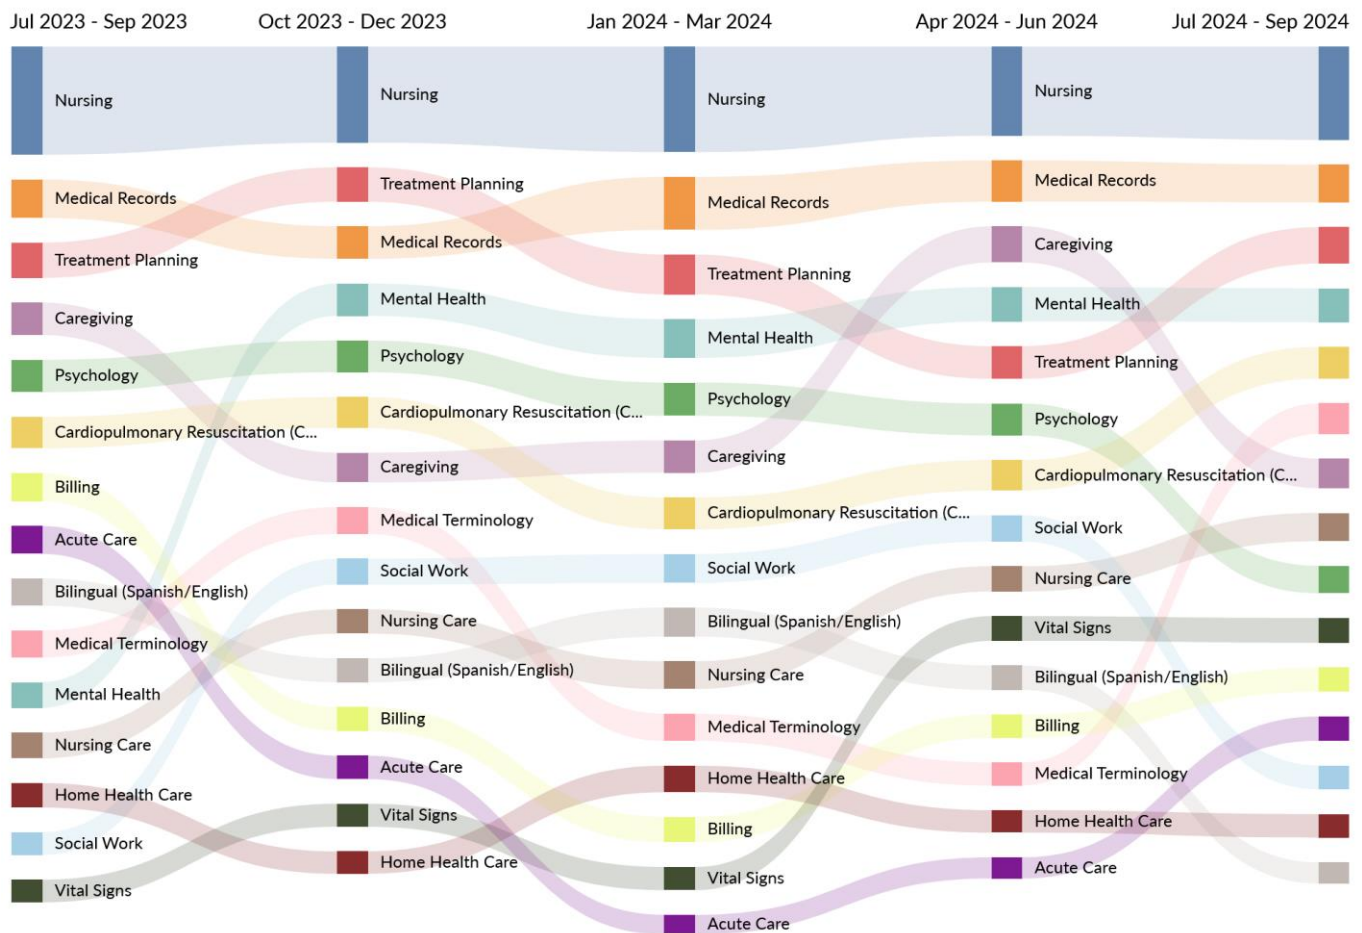 Jul 2023 - Sep 2023
Oct 2023 - Dec 2023
Jan 2024 - Mar 2024
Apr 2024 - Jun 2024
Jul 2024 - Sep 2024
Nursing
Medical Records
Treatment Planning
Caregiving
Psychology
Cardiopulmonary Resuscitation (C...
Billing
Acute Care
Bilingual (Spanish/English)
Medical Terminology
Mental Health
Nursing Care
Home Health Care
Social Work
Vital Signs
Nursing
Treatment Planning
Medical Records
Mental Health
Psychology
Cardiopulmonary Resuscitation (C...
Caregiving
Medical Terminology
Social Work
Nursing Care
Bilingual (Spanish/English)
Billing
Acute Care
Vital Signs
Home Health Care
Nursing
Medical Records
Treatment Planning
Mental Health
Psychology
Caregiving
Cardiopulmonary Resuscitation (C...
Social Work
Bilingual (Spanish/English)
Nursing Care
Medical Terminology
Home Health Care
Billing
Vital Signs
Acute Care
Nursing
Medical Records
Caregiving
Mental Health
Treatment Planning
Psychology
Cardiopulmonary Resuscitation (C...
Social Work
Nursing Care
Vital Signs
Bilingual (Spanish/English)
Billing
Medical Terminology
Home Health Care
Acute Care